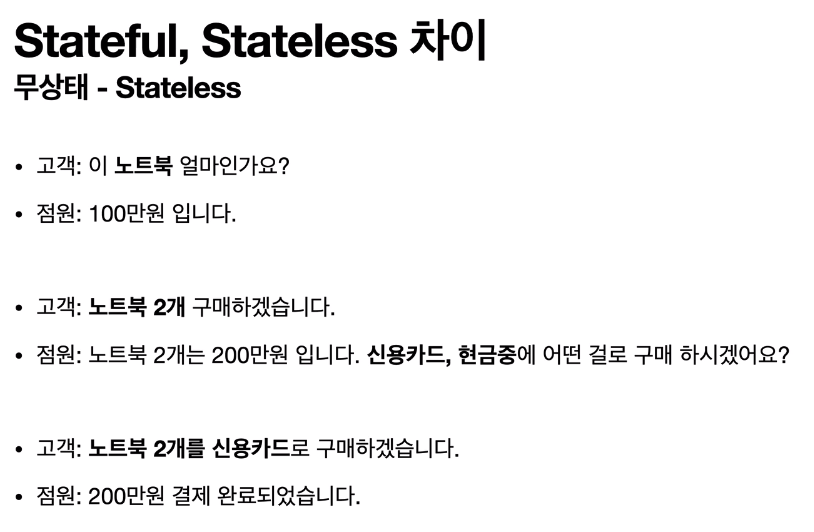 Stateful, Stateless 차이
무상태 - Stateless
• 고객: 이 노트북 얼마인가요?
• 점원: 100만원 입니다.
• 고객: 노트북 2개 구매하겠습니다.
• 점원: 노트북 2개는 200만원 입니다. 신용카드, 현금중에 어떤 걸로 구매 하시겠어요?
• 고객: 노트북 2개를 신용카드로 구매하겠습니다.
• 점원: 200만원 결제 완료되었습니다.